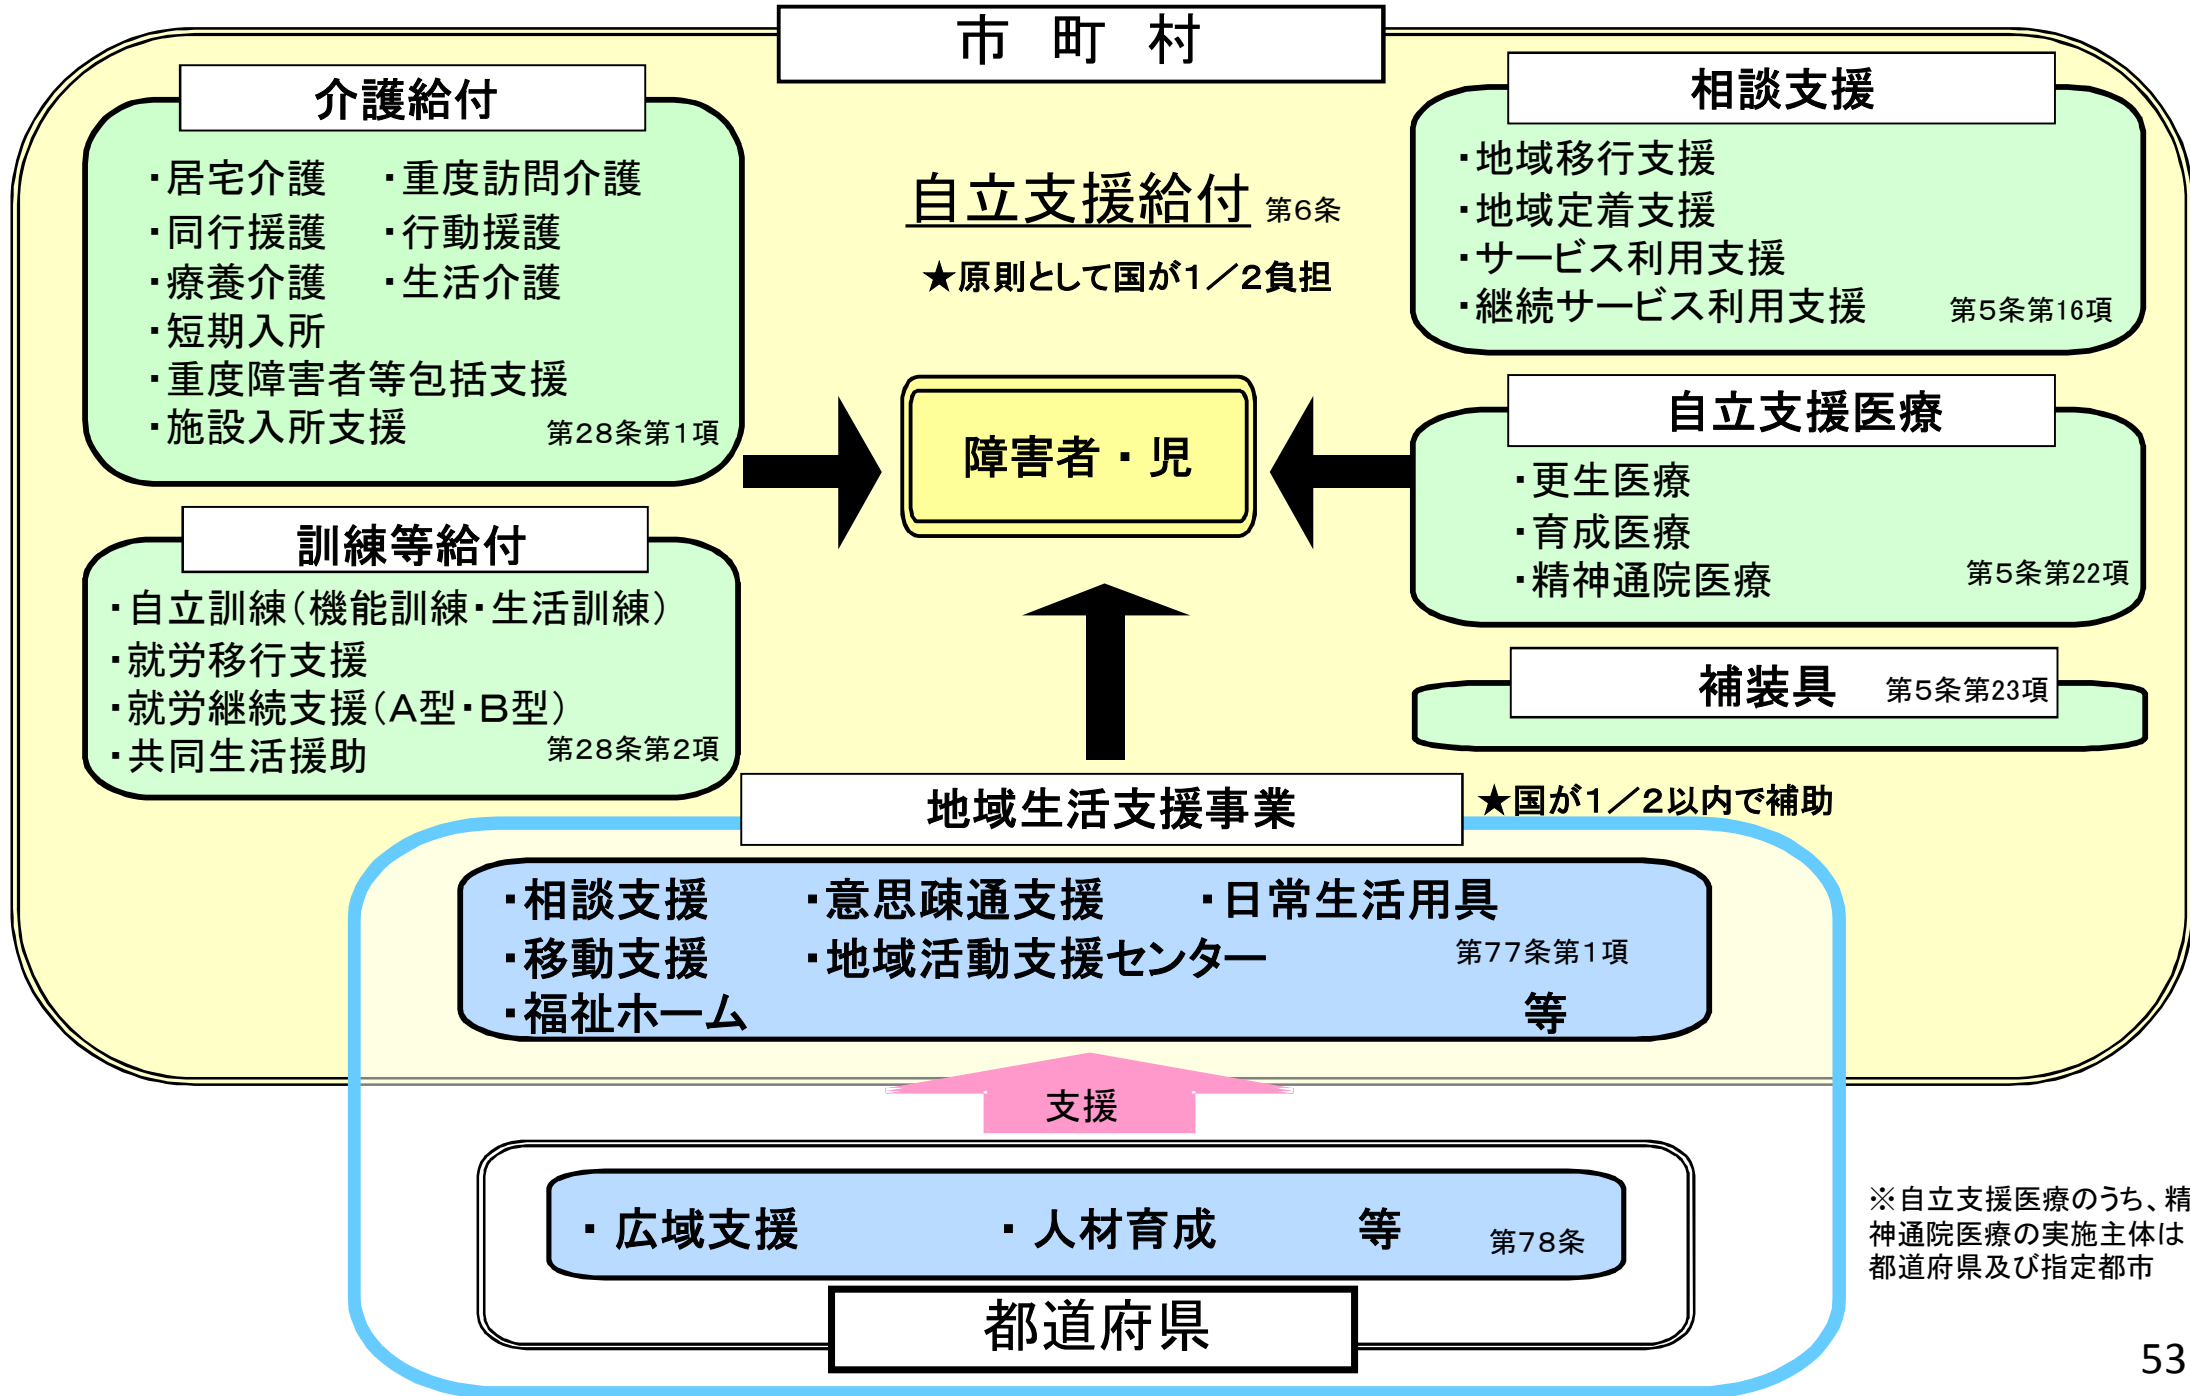 市 町 村
介護給付
・居宅介護 ・重度訪問介護
・同行援護 ・行動援護
・療養介護 ・生活介護
・短期入所
・重度障害者等包括支援
・施設入所支援 第28条第1項
訓練等給付
・自立訓練(機能訓練・生活訓練)
・就労移行支援
・就労継続支援(A型・B型)
・共同生活援助 第28条第2項
自立支援給付 第6条
★原則として国が1/2負担
障害者・児
相談支援
・地域移行支援
・地域定着支援
・サービス利用支援
・継続サービス利用支援 第5条第16項
自立支援医療
・更生医療
・育成医療
・精神通院医療 第5条第22項
補装具 第5条第23項
地域生活支援事業
★国が1/2以内で補助
・相談支援 ・意思疎通支援 ・日常生活用具
・移動支援 ・地域活動支援センター 第77条第1項
・福祉ホーム 等
支援
・広域支援 ・人材育成 等 第78条
都道府県
※自立支援医療のうち、精
神通院医療の実施主体は
都道府県及び指定都市
53